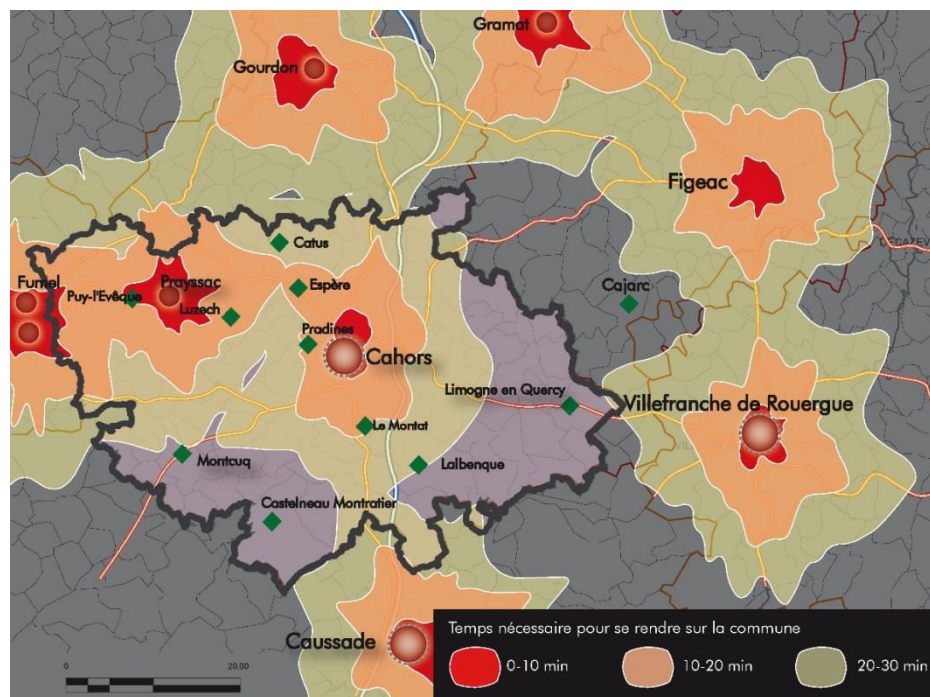 Gramat
Gourdon
Figeac
DECAZEV
Catus
Fumel
Prayssac
Puy-l'Evêque
Espère
Cajarc
Luzech
Pradines
Cahors
Limogne en Quercy
Villefranche de Rouergue
Le Montat
Montcuq
Lalbenque
Castelneau Montratier
Caussade
Temps nécessaire pour se rendre sur la commune
0-10 min
10-20 min
20-30 min
0
20.00